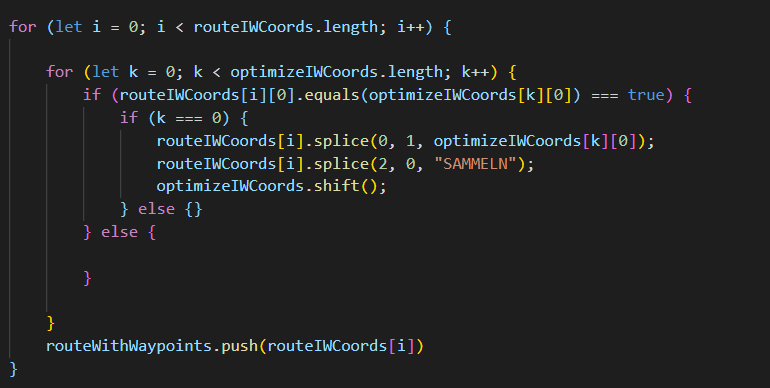 for (let i = 0; i < routeIWCoords.length; i++) {
for (let k = 0; k < optimizeIWCoords.length; k++) {
if (routeIWCoords[i][0].equals(optimizeIWCoords[k][0]) === true) {
if (k === 0) {
routeIWCoords[i].splice(0, 1, optimizeIWCoords[k][0]);
routeIWCoords[i].splice(2, 0, "SAMMELN");
optimizeIWCoords.shift();
} else {}
} else {
}
}
routeWithWaypoints.push(routeIWCoords[i])
}